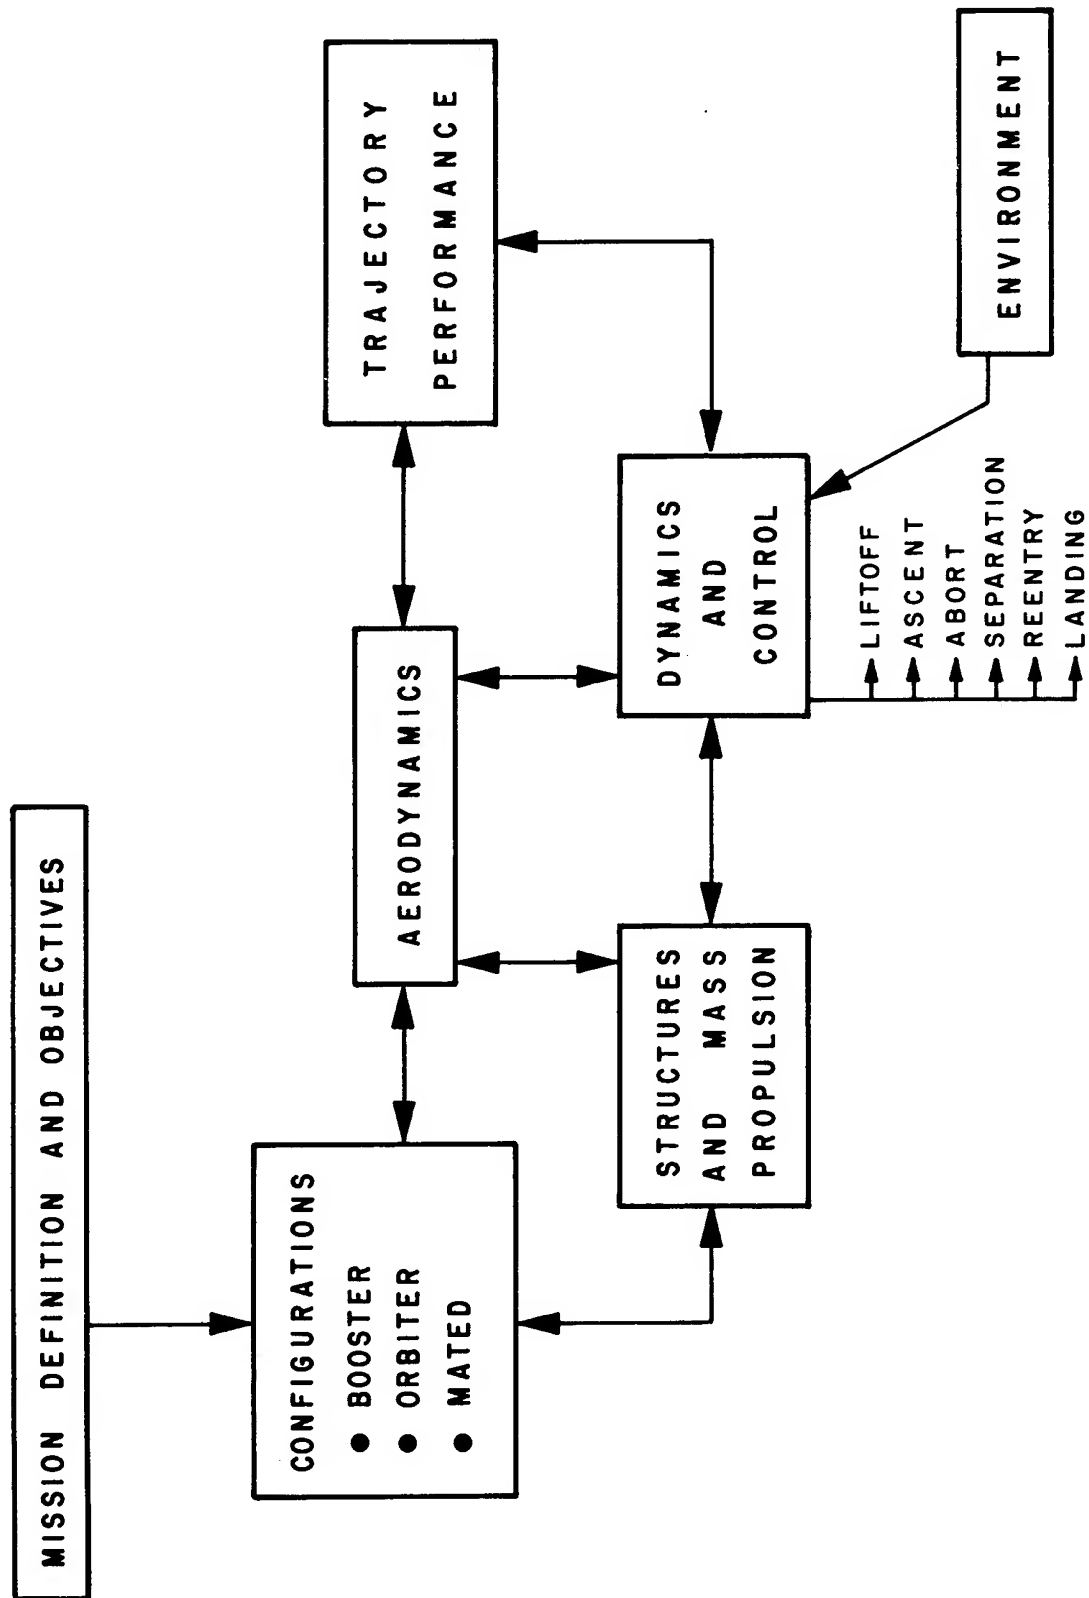 MISSION DEFINITION AND OBJECTIVES
CONFIGURATIONS
● BOOSTER
● ORBITER
● MATED
AERODYNAMICS
TRAJECTORY
PERFORMANCE
STRUCTURES
AND MASS
PROPULSION
DYNAMICS
AND
CONTROL
LIFTOFF
ASCENT
ABORT
SEPARATION
REENTRY
LANDING
ENVIRONMENT